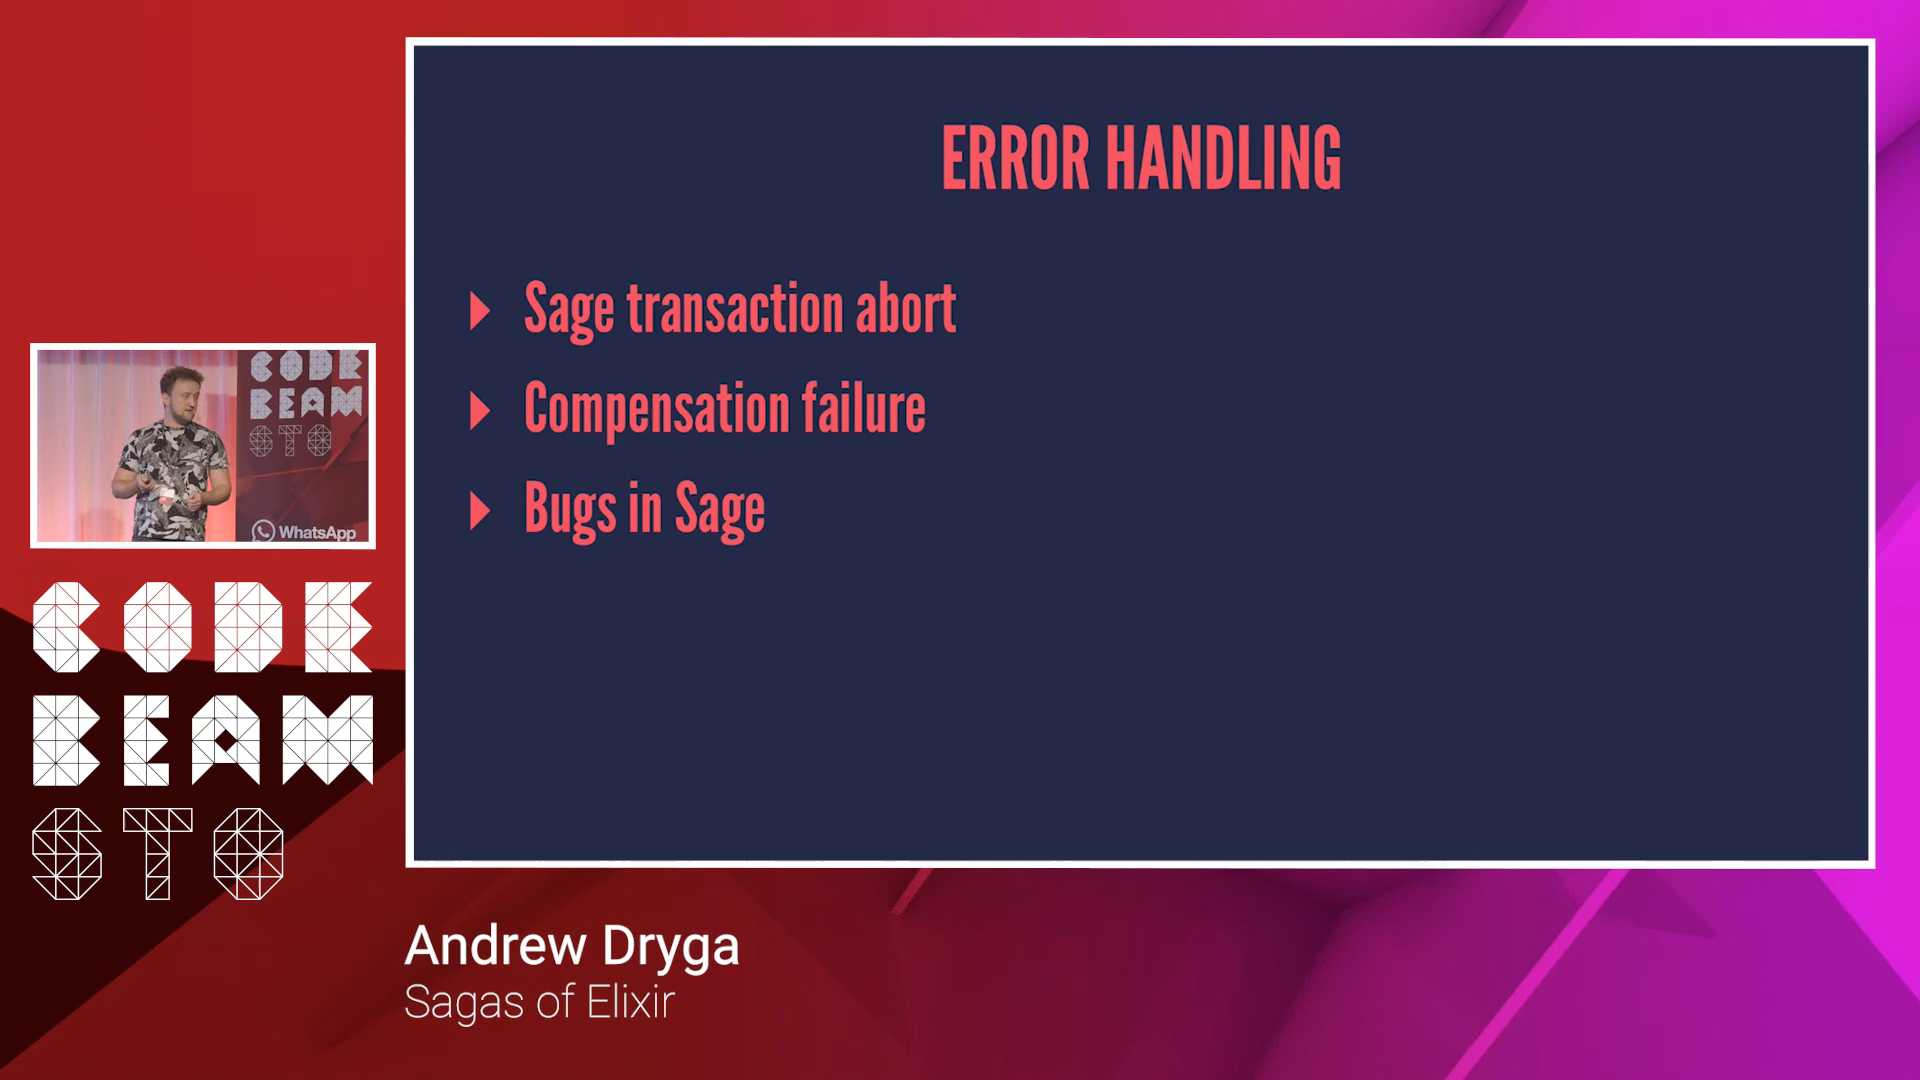 ERROR HANDLING
Sage transaction abort
Compensation failure
Bugs in Sage
CODE
BEAM
STO
WhatsApp
CODE
BEAM
STO
Andrew Dryga
Sagas of Elixir